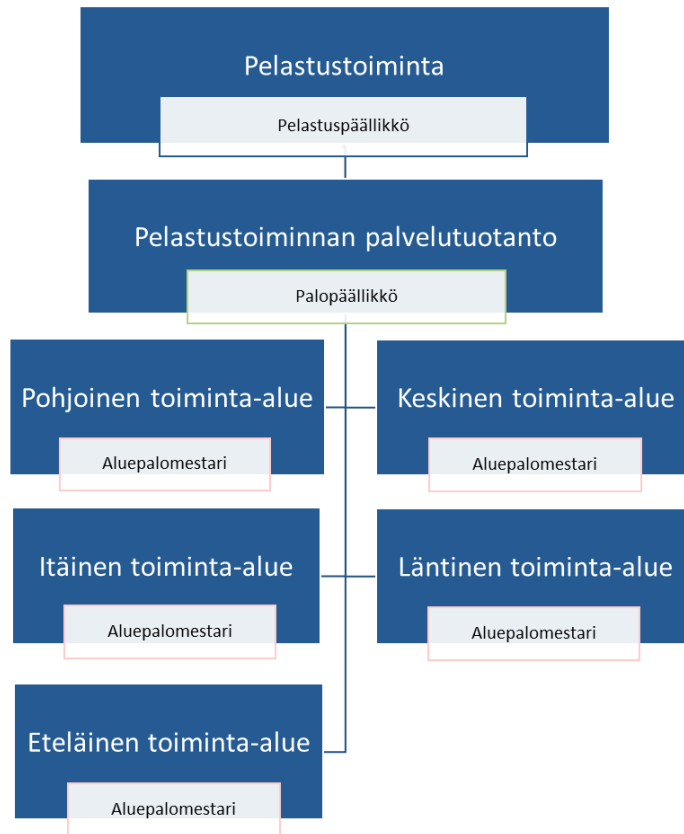 Pelastustoiminta
Pelastuspäällikkö
Pelastustoiminnan palvelutuotanto
Palopäällikkö
Pohjoinen toiminta-alue
Aluepalomestari
Keskinen toiminta-alue
Aluepalomestari
Itäinen toiminta-alue
Aluepalomestari
Läntinen toiminta-alue
Aluepalomestari
Eteläinen toiminta-alue
Aluepalomestari